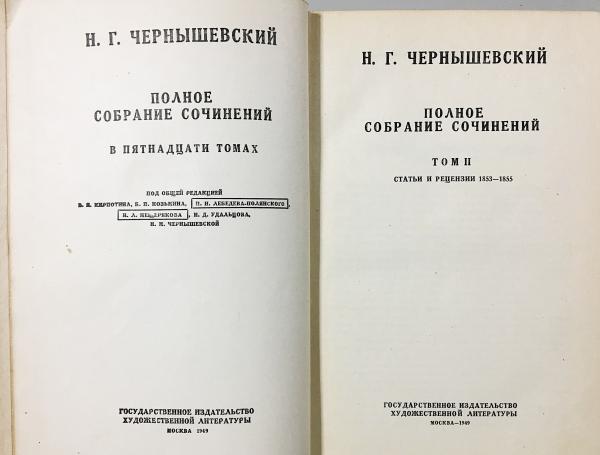 Н. Г. ЧЕРНЫШЕВСКИЙ
ПОЛНОЕ
СОБРАНИЕ СОЧИНЕНИЙ
В ПЯТНАДЦАТИ ТОМАХ
ПОД ОБЩЕЙ РЕДАКЦИЕЙ
В. Я. КИРПОТИНА, Б. П. КОЗЬМИНА, П. И. ЛЕБЕДЕВА-ПОЛЯНСКОГО,
Н. Л. МЕЩЕРЯКОВА, И. Д. УДАЛЬЦОВА,
Н. М. ЧЕРНЫШЕВСКОЙ
ГОСУДАРСТВЕННОЕ ИЗДАТЕЛЬСТВО
ХУДОЖЕСТВЕННОЙ ЛИТЕРАТУРЫ
МОСКВА 1949
Н. Г. ЧЕРНЫШЕВСКИЙ
ПОЛНОЕ
СОБРАНИЕ СОЧИНЕНИЙ
ТОМ II
СТАТЬИ И РЕЦЕНЗИИ 1853—1855
ГОСУДАРСТВЕННОЕ ИЗДАТЕЛЬСТВО
ХУДОЖЕСТВЕННОЙ ЛИТЕРАТУРЫ
МОСКВА—1949